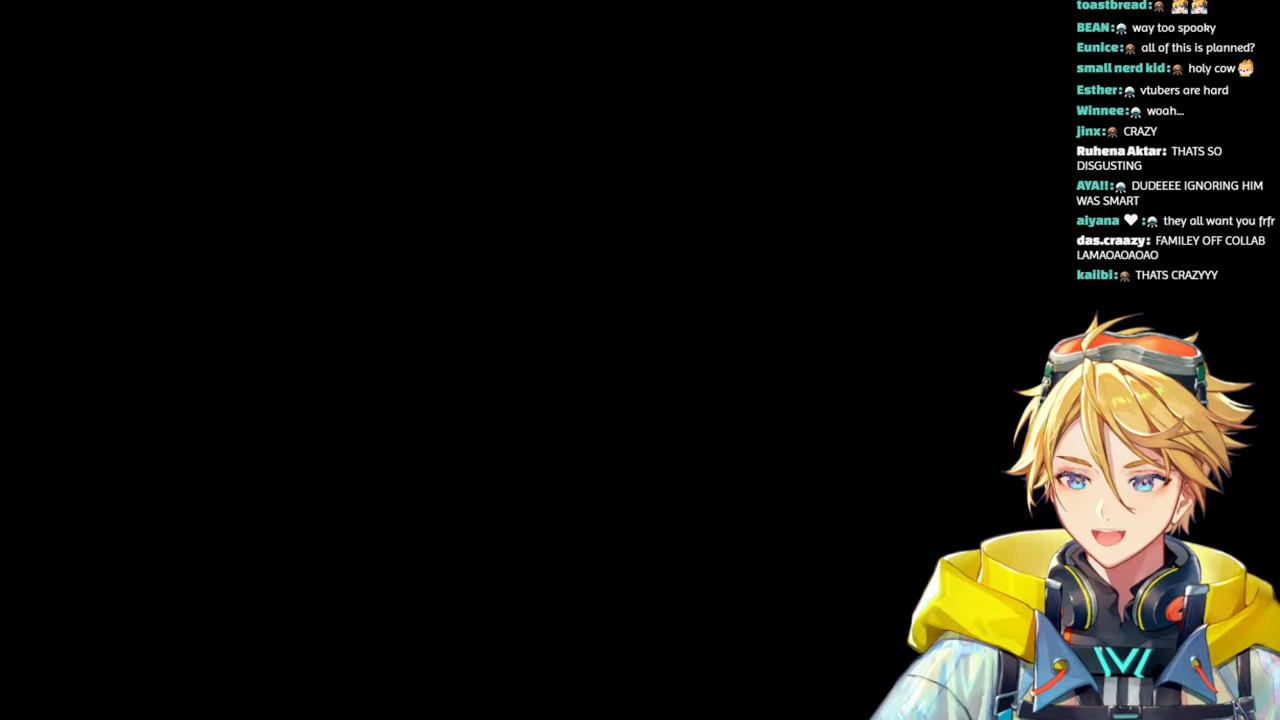 toastbread:
BEAN: way too spooky
Eunice: all of this is planned?
small nerd kid: holy cow
Esther: vtubers are hard
Winnee: woah...
jinx: CRAZY
Ruhena Aktar: THATS SO
DISGUSTING
AYAII: DUDEEEE IGNORING HIM
WAS SMART
aiyana 🤍: they all want you frfr
das.craazy: FAMILEY OFF COLLAB
LAMAOAOAOAO
kaiibi: THATS CRAZYYY